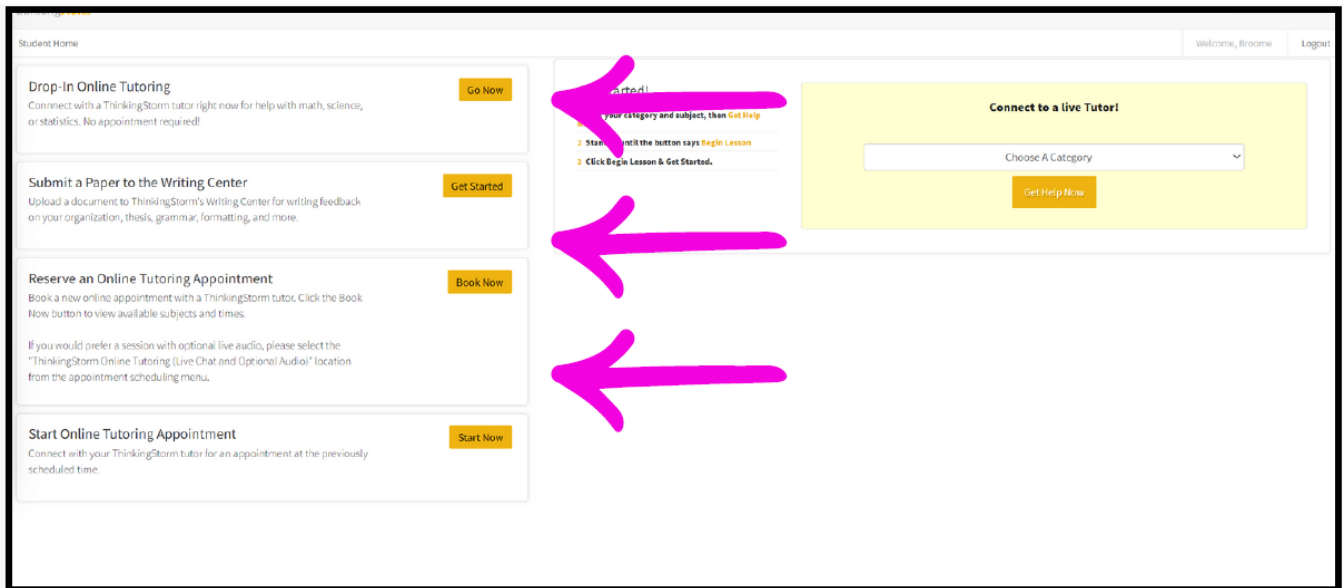 Student Home
Welcome, Broome
Logout
Drop-In Online Tutoring
Go Now
Connnect with a ThinkingStorm tutor right now for help with math, science,
or statistics. No appointment required!
Submit a Paper to the Writing Center
Get Started
Upload a document to ThinkingStorm's Writing Center for writing feedback
on your organization, thesis, grammar, formatting, and more.
Reserve an Online Tutoring Appointment
Book Now
Book a new online appointment with a ThinkingStorm tutor. Click the Book
Now button to view available subjects and times.
If you would prefer a session with optional live audio, please select the
"ThinkingStorm Online Tutoring (Live Chat and Optional Audio)" location
from the appointment scheduling menu.
Start Online Tutoring Appointment
Start Now
Connect with your ThinkingStorm tutor for an appointment at the previously
scheduled time.
your category and subject, then Get Help
2 until the button says Begin Lesson
3 Click Begin Lesson & Get Started.
Connect to a live Tutor!
Choose A Category
Get Help Now